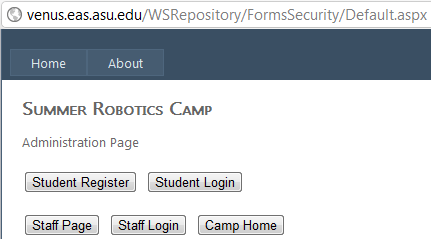 venus.eas.asu.edu/WSRepository/FormsSecurity/Default.aspx
Home About
Summer Robotics Camp
Administration Page
Student Register Student Login
Staff Page Staff Login Camp Home